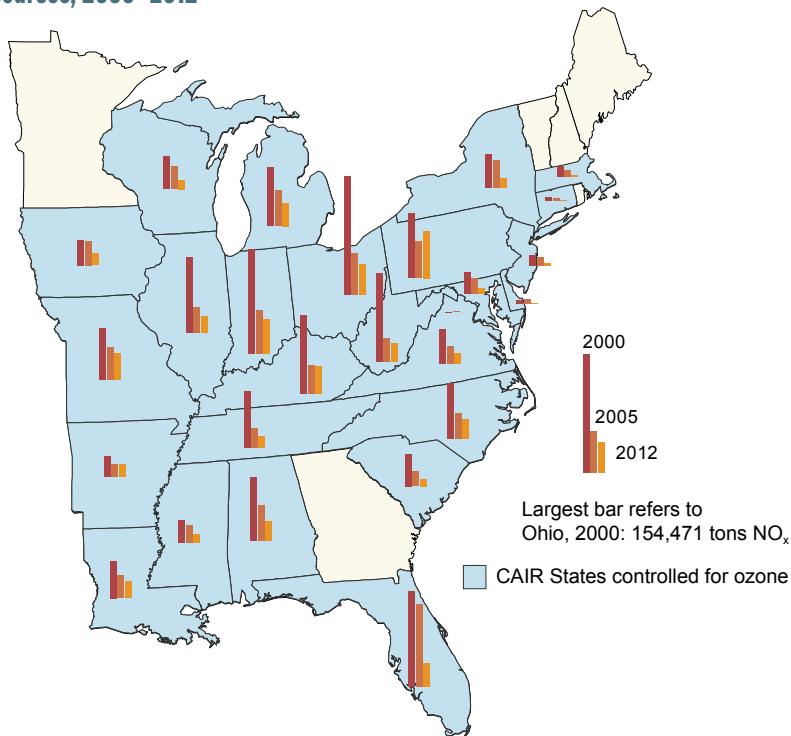 2000
2005
2012
Largest bar refers to
Ohio, 2000: 154,471 tons NOₓ
CAIR States controlled for ozone